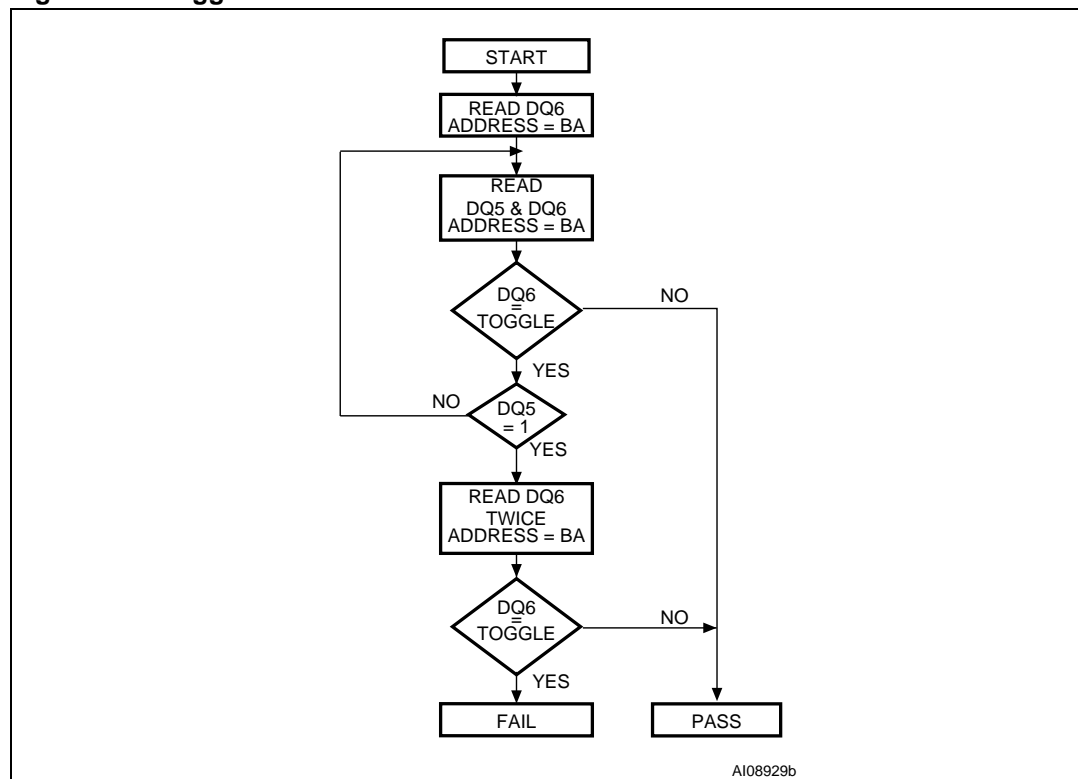 START
READ DQ6
ADDRESS = BA
READ
DQ5 & DQ6
ADDRESS = BA
DQ6
=
TOGGLE
NO
YES
NO
DQ5
= 1
YES
READ DQ6
TWICE
ADDRESS = BA
DQ6
=
TOGGLE
NO
YES
FAIL
PASS
AI08929b